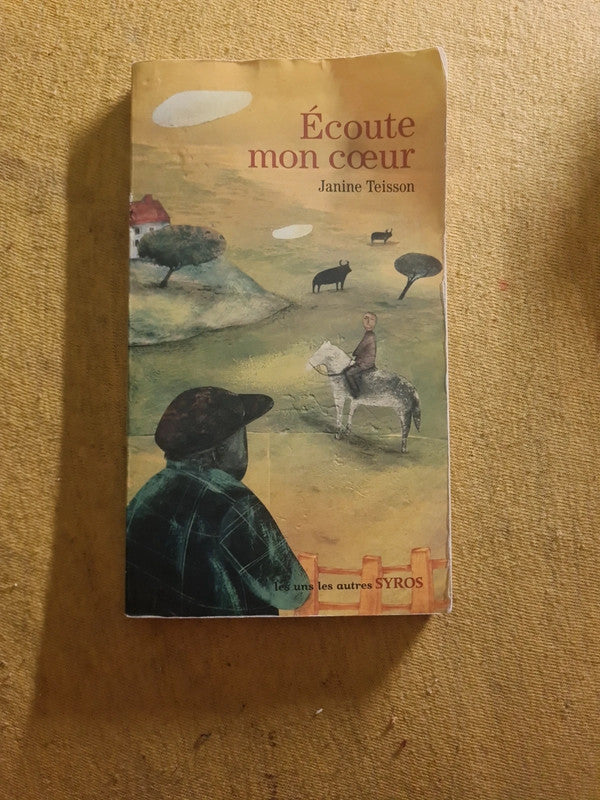 Écoute
mon cœur
Janine Teisson
les uns les autres SYROS